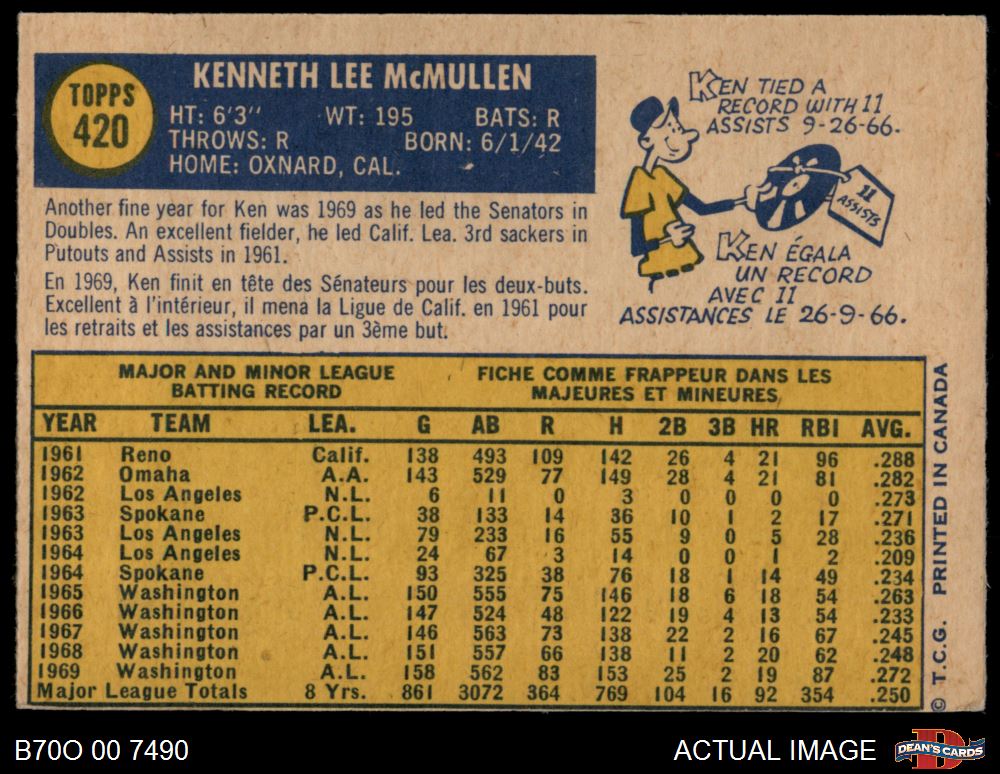 TOPPS
420
KENNETH LEE McMULLEN
HT: 6'3" WT: 195 BATS: R
THROWS: R BORN: 6/1/42
HOME: OXNARD, CAL.
Another fine year for Ken was 1969 as he led the Senators in
Doubles. An excellent fielder, he led Calif. Lea. 3rd sackers in
Putouts and Assists in 1961.
En 1969, Ken finit en tête des Sénateurs pour les deux-buts.
Excellent à l'intérieur, il mena la Ligue de Calif. en 1961 pour
les retraits et les assistances par un 3ème but.
KEN TIED A
RECORD WITH 11
ASSISTS 9-26-66.
11
ASSISTS
KEN ÉGALA
UN RECORD
AVEC 11
ASSISTANCES LE 26-9-66.
MAJOR AND MINOR LEAGUE
BATTING RECORD
FICHE COMME FRAPPEUR DANS LES
MAJEURES ET MINEURES
YEAR TEAM LEA. G AB R H 2B 3B HR RBI AVG.
1961 Reno Calif. 138 493 109 142 26 4 21 96 .288
1962 Omaha A.A. 143 529 77 149 28 4 21 81 .282
1962 Los Angeles N.L. 6 11 0 3 0 0 0 0 .273
1963 Spokane P.C.L. 38 133 14 36 10 1 2 17 .271
1963 Los Angeles N.L. 79 233 16 55 9 0 5 28 .236
1964 Los Angeles N.L. 24 67 3 14 0 0 1 2 .209
1964 Spokane P.C.L. 93 325 38 76 18 1 14 49 .234
1965 Washington A.L. 150 555 75 146 18 6 18 54 .263
1966 Washington A.L. 147 524 48 122 19 4 13 54 .233
1967 Washington A.L. 146 563 73 138 22 2 16 67 .245
1968 Washington A.L. 151 557 66 138 11 2 20 62 .248
1969 Washington A.L. 158 562 83 153 25 2 19 87 .272
Major League Totals 8 Yrs. 861 3072 364 769 104 16 92 354 .250
© T.C.G. PRINTED IN CANADA
B70O 00 7490
ACTUAL IMAGE
D
DEAN'S CARDS